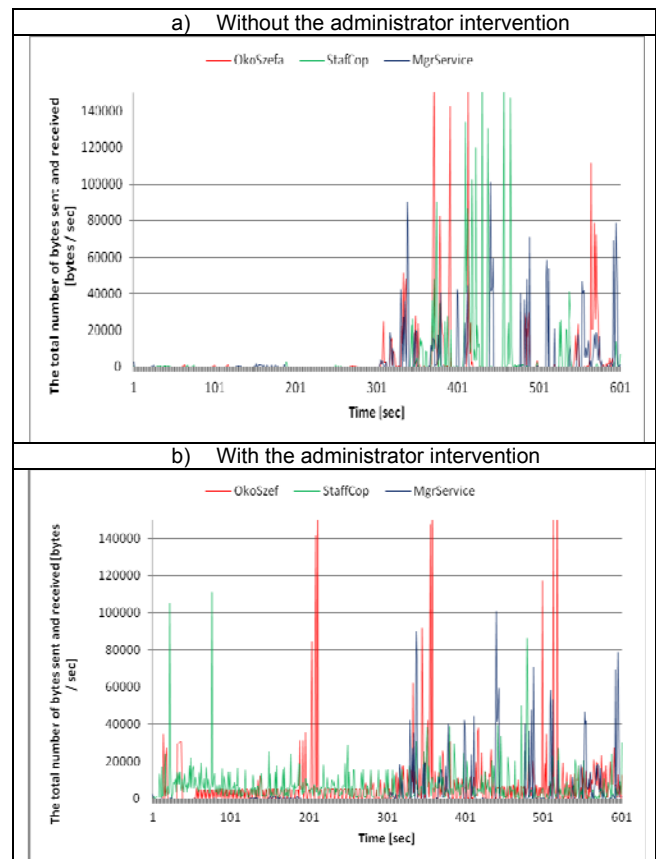 a) Without the administrator intervention
OkoSzefa StafCop MgrService
The total number of bytes sent and received
[bytes / sec]
140000
120000
100000
80000
60000
40000
20000
0
1 101 201 301 401 501 601
Time [sec]
b) With the administrator intervention
OkoSzef StaffCop MgrService
The total number of bytes sent and received [bytes
/ sec]
140000
120000
100000
80000
60000
40000
20000
0
1 101 201 301 401 501 601
Time [sec]